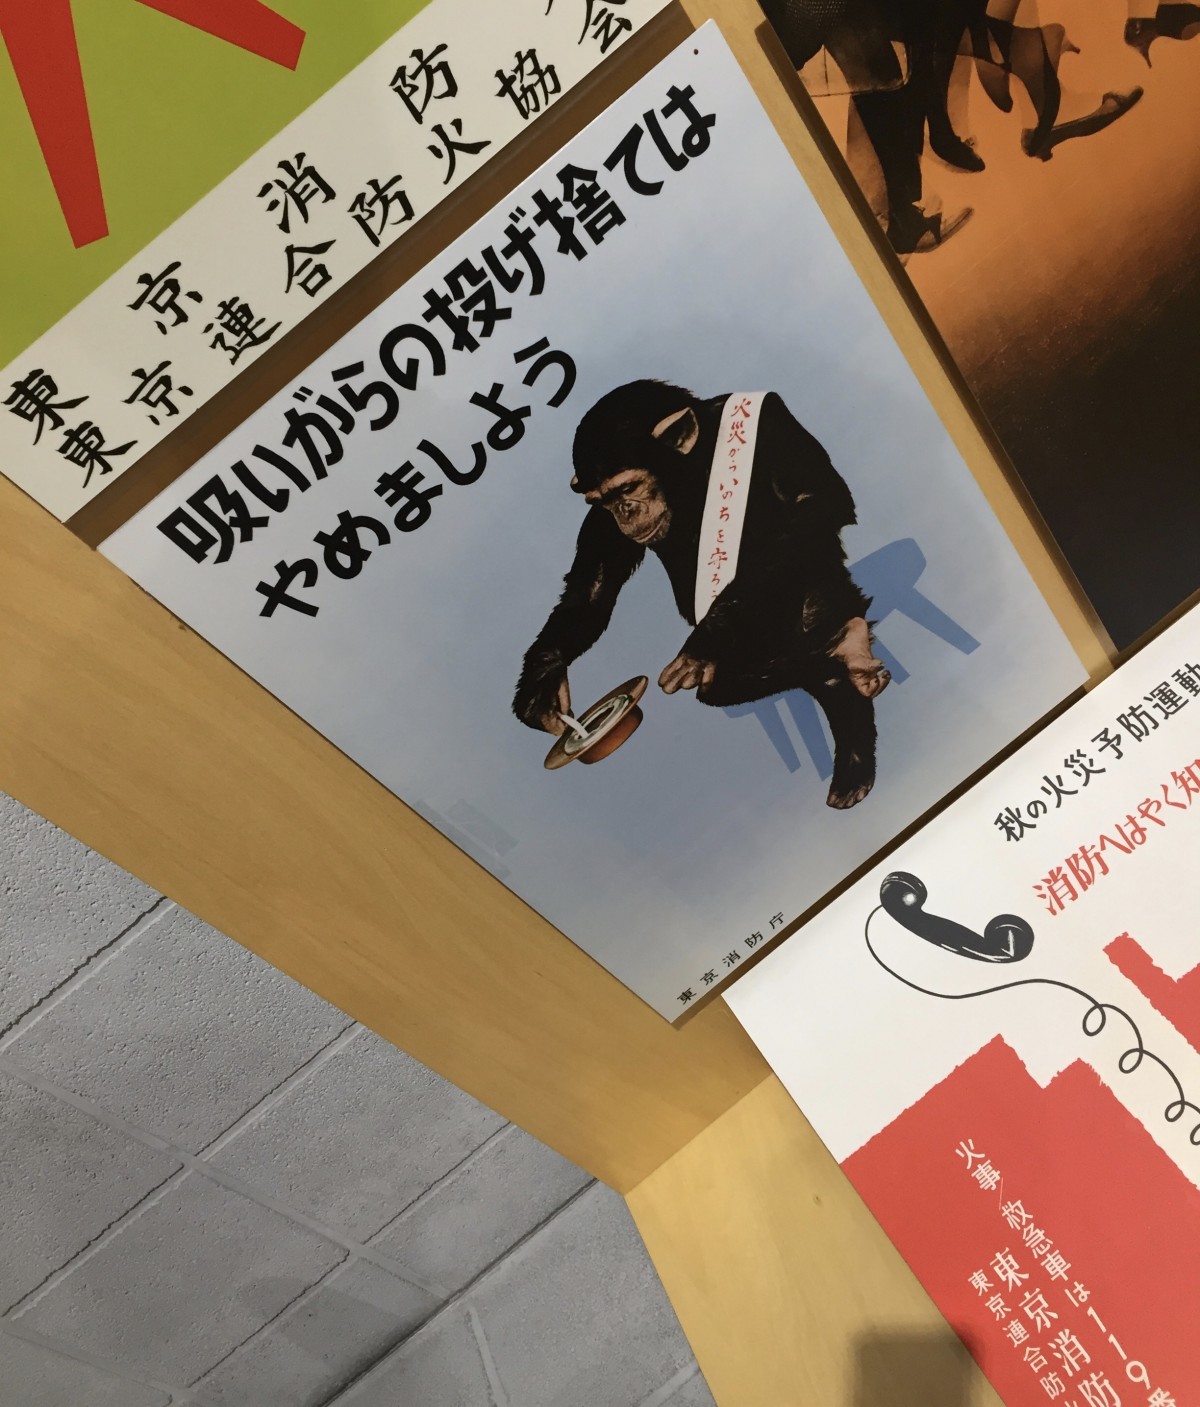 東京消防
東京連合防火協会
吸いがらの投げ捨ては
やめましよう
火災からいのちを守ろう
東京消防庁
秋の火災予防運動
消防へはやく知
火事/救急車は119番
東京消防
東京連合防火